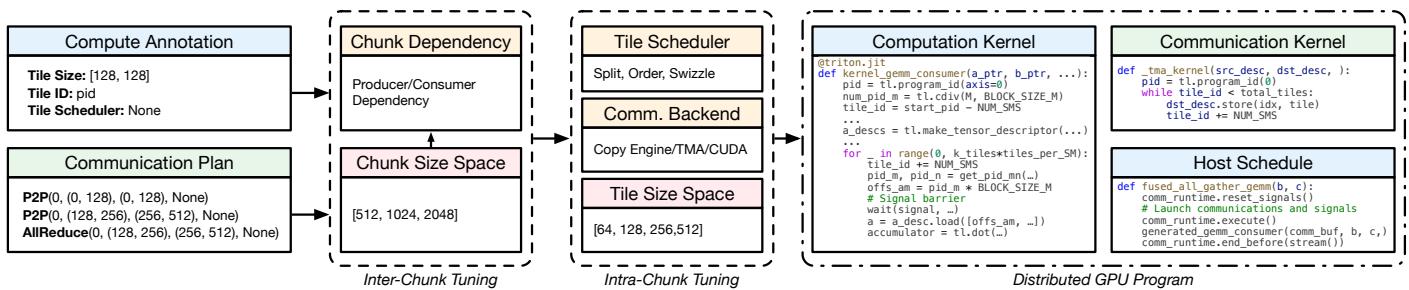 Compute Annotation
Tile Size: [128, 128]
Tile ID: pid
Tile Scheduler: None
Communication Plan
P2P(0, (0, 128), (0, 128), None)
P2P(0, (128, 256), (256, 512), None)
AllReduce(0, (128, 256), (256, 512), None)
Chunk Dependency
Producer/Consumer
Dependency
Chunk Size Space
[512, 1024, 2048]
Inter-Chunk Tuning
Tile Scheduler
Split, Order, Swizzle
Comm. Backend
Copy Engine/TMA/CUDA
Tile Size Space
[64, 128, 256,512]
Intra-Chunk Tuning
Computation Kernel
@triton.jit
def kernel_gemm_consumer(a_ptr, b_ptr, ...):
pid = tl.program_id(axis=0)
num_pid_m = tl.cdiv(M, BLOCK_SIZE_M)
tile_id = start_pid - NUM_SMS
...
a_descs = tl.make_tensor_descriptor(...)
...
for _ in range(0, k_tiles*tiles_per_SM):
tile_id += NUM_SMS
pid_m, pid_n = get_pid_mn(…)
offs_am = pid_m * BLOCK_SIZE_M
# Signal barrier
wait(signal, …)
a = a_desc.load([offs_am, …])
accumulator = tl.dot(…)
Communication Kernel
def _tma_kernel(src_desc, dst_desc, ):
pid = tl.program_id(0)
while tile_id < total_tiles:
dst_desc.store(idx, tile)
tile_id += NUM_SMS
Host Schedule
def fused_all_gather_gemm(b, c):
comm_runtime.reset_signals()
# Launch communications and signals
comm_runtime.execute()
generated_gemm_consumer(comm_buf, b, c,)
comm_runtime.end_before(stream())
Distributed GPU Program